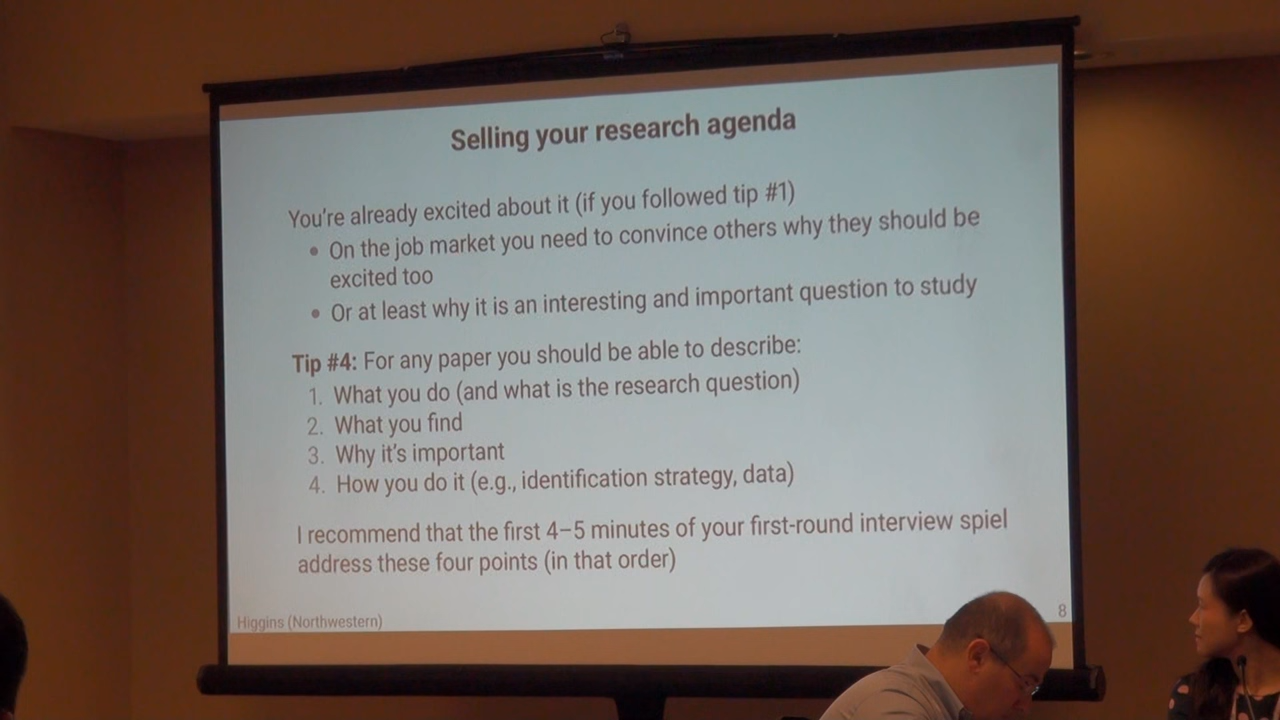 Selling your research agenda
You're already excited about it (if you followed tip #1)
• On the job market you need to convince others why they should be
excited too
• Or at least why it is an interesting and important question to study
Tip #4: For any paper you should be able to describe:
1. What you do (and what is the research question)
2. What you find
3. Why it's important
4. How you do it (e.g., identification strategy, data)
I recommend that the first 4–5 minutes of your first-round interview spiel
address these four points (in that order)
Higgins (Northwestern)
8